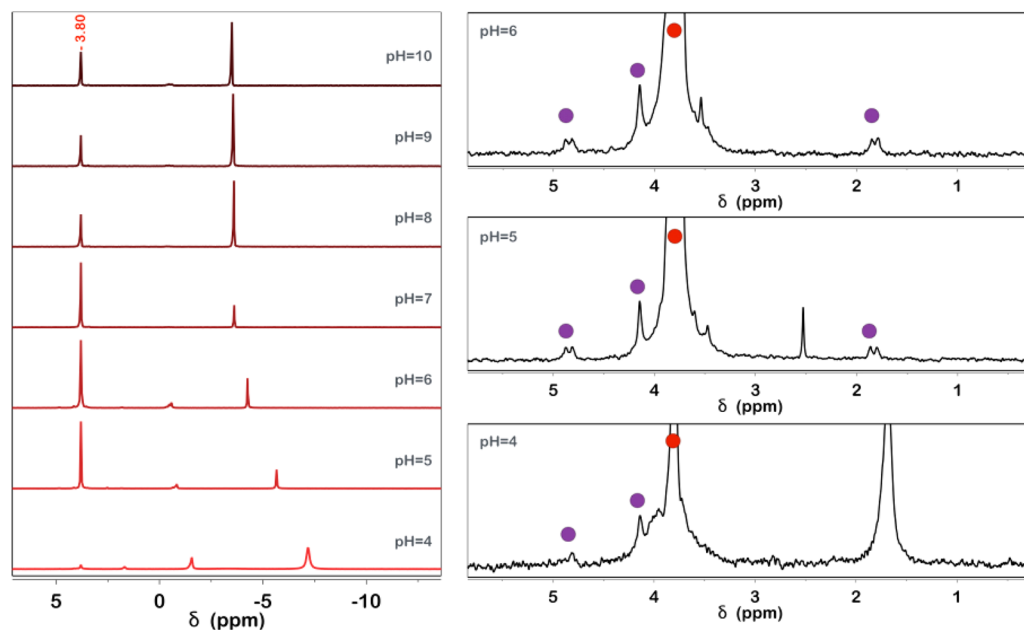 - 3.80
pH=10
pH=9
pH=8
pH=7
pH=6
pH=5
pH=4
5 0 -5 -10
δ (ppm)
pH=6
5 4 3 2 1
δ (ppm)
pH=5
5 4 3 2 1
δ (ppm)
pH=4
5 4 3 2 1
δ (ppm)